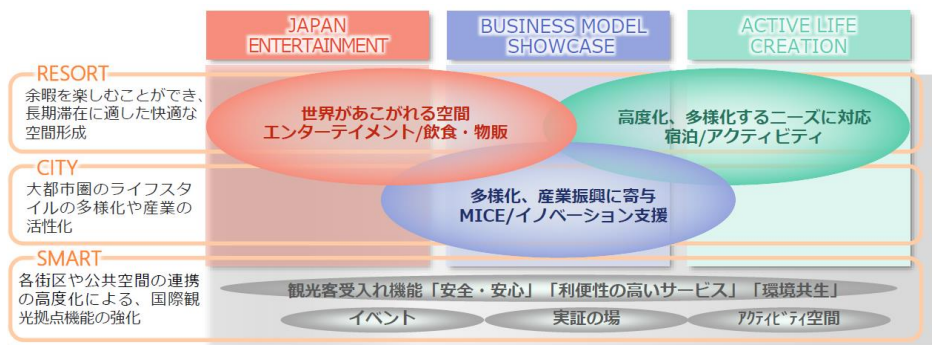 JAPAN
ENTERTAINMENT
BUSINESS MODEL
SHOWCASE
ACTIVE LIFE
CREATION
RESORT
余暇を楽しむことができ、
長期滞在に適した快適な
空間形成
世界があこがれる空間
エンターテイメント/飲食・物販
高度化、多様化するニーズに対応
宿泊/アクティビティ
CITY
大都市圏のライフスタ
イルの多様化や産業の
活性化
多様化、産業振興に寄与
MICE/イノベーション支援
SMART
各街区や公共空間の連携
の高度化による、国際観
光拠点機能の強化
観光客受入れ機能「安全・安心」「利便性の高いサービス」「環境共生」
イベント
実証の場
ｱｸﾃｨﾋﾞﾃｨ空間